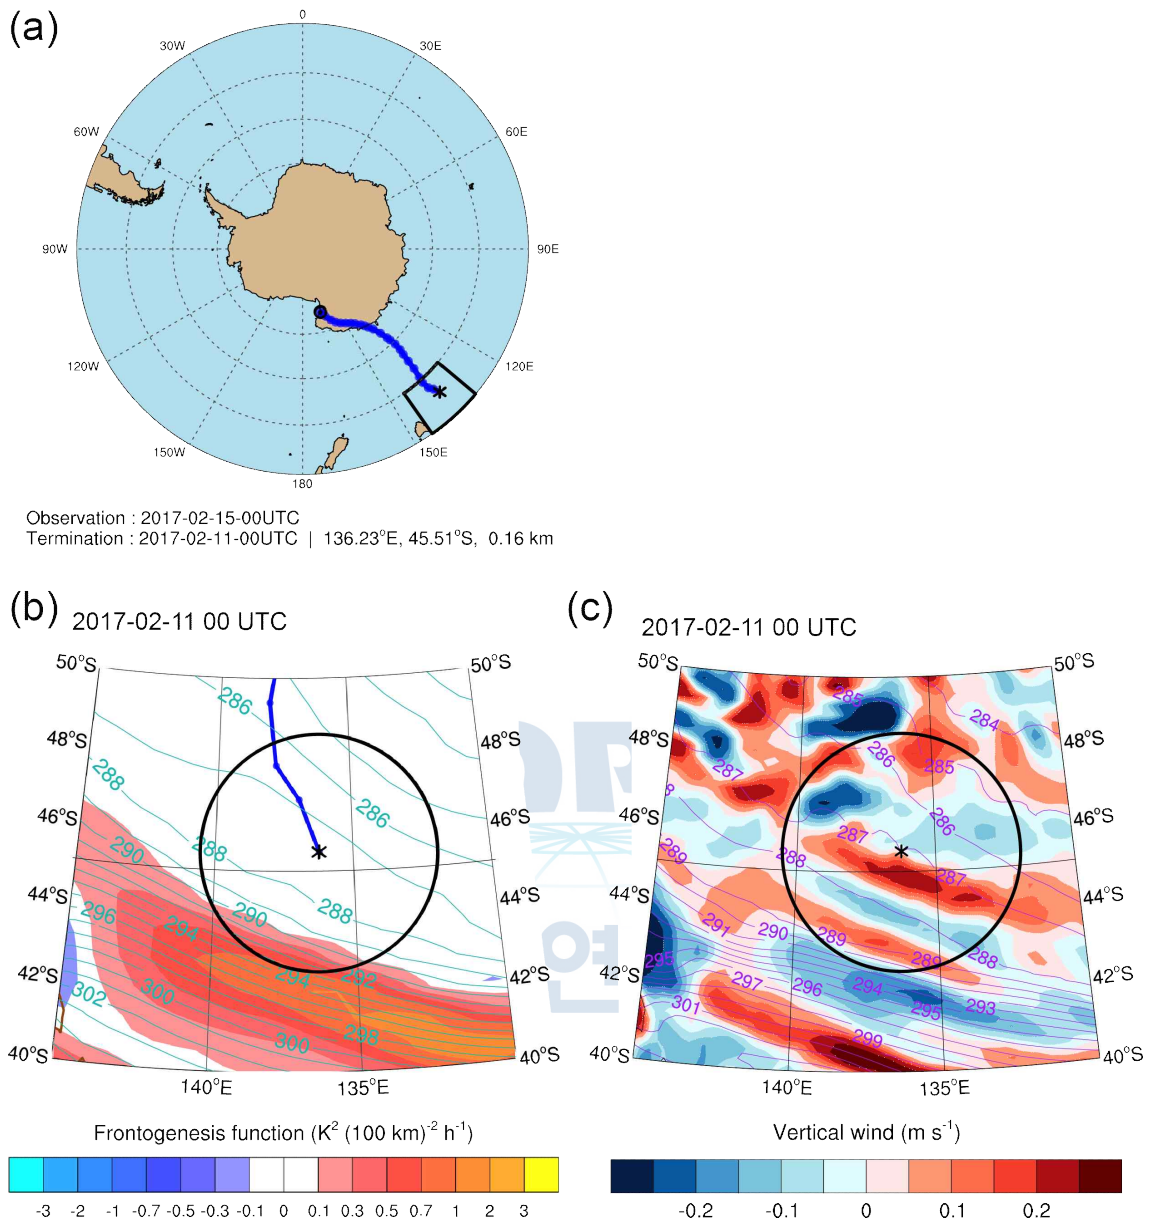 (a)
0
30W
30E
60W
60E
90W
90E
120W
120E
150W
150E
180
Observation : 2017-02-15-00UTC
Termination : 2017-02-11-00UTC | 136.23°E, 45.51°S, 0.16 km
(b)
2017-02-11 00 UTC
50°S
50°S
48°S
48°S
46°S
46°S
44°S
44°S
42°S
42°S
40°S
40°S
140°E
135°E
286
288
286
288
290
288
290
296
294
294
292
302
300
298
300
Frontogenesis function (K² (100 km)⁻² h⁻¹)
-3 -2 -1 -0.7 -0.5 -0.3 -0.1 0 0.1 0.3 0.5 0.7 1 2 3
(c)
2017-02-11 00 UTC
50°S
50°S
48°S
48°S
46°S
46°S
44°S
44°S
42°S
42°S
40°S
40°S
140°E
135°E
285
284
286
285
287
8
286
287
289
288
287
291
290
289
288
289
295
297
296
294
293
295
301
299
Vertical wind (m s⁻¹)
-0.2 -0.1 0 0.1 0.2